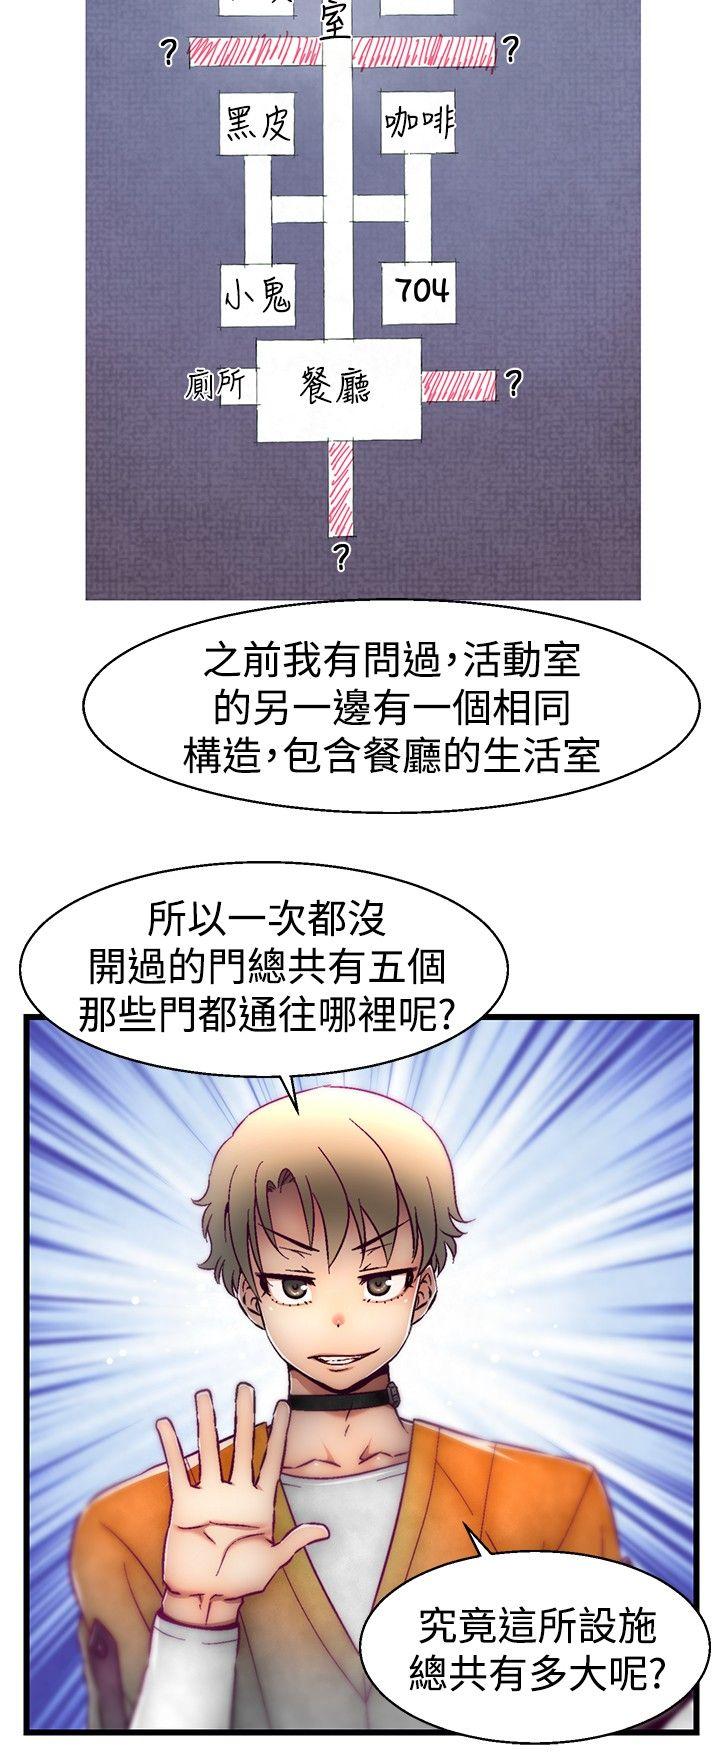 室
? ?
黑皮 咖啡
小鬼 704
廁所 餐廳 ?
?
之前我有問過，活動室
的另一邊有一個相同
構造，包含餐廳的生活室
所以一次都沒
開過的門總共有五個
那些門都通往哪裡呢?
究竟這所設施
總共有多大呢?